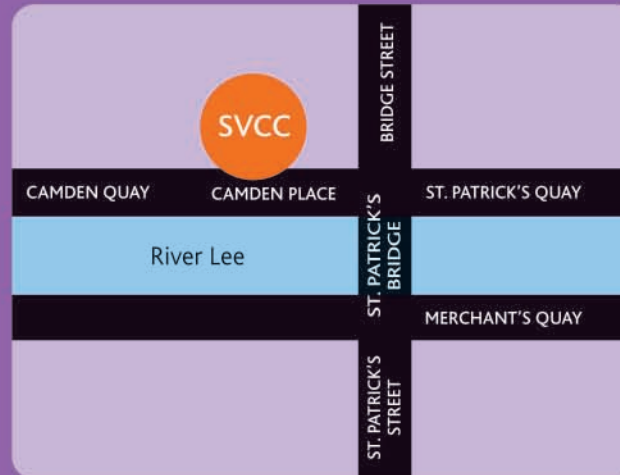 BRIDGE STREET
SVCC
CAMDEN QUAY
CAMDEN PLACE
ST. PATRICK'S QUAY
River Lee
ST. PATRICK'S
BRIDGE
MERCHANT'S QUAY
ST. PATRICK'S
STREET